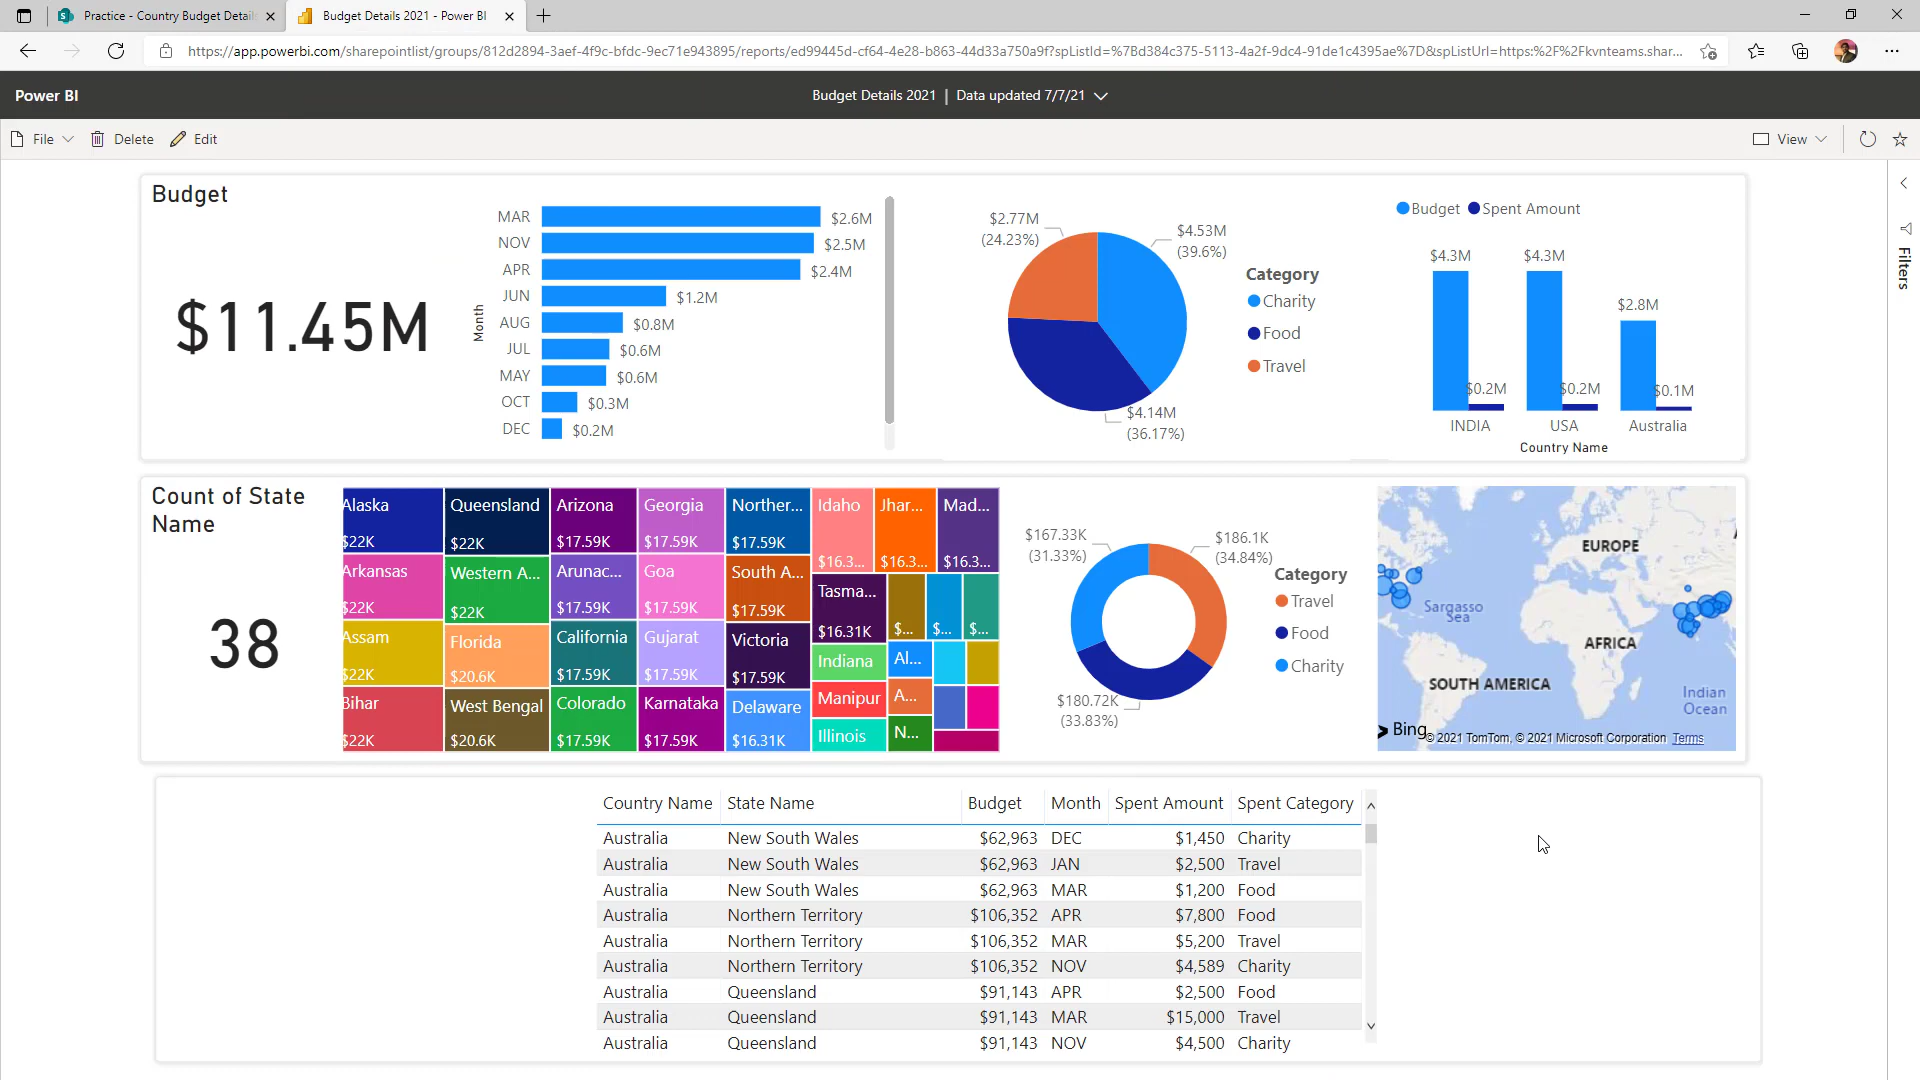 Practice - Country Budget Detail
Budget Details 2021 - Power BI
https://app.powerbi.com/sharepointlist/groups/812d2894-3aef-4f9c-bfdc-9ec71e943895/reports/ed99445d-cf64-4e28-b863-44d33a750a9f?spListId=%7Bd384c375-5113-4a2f-9dc4-91de1c4395ae%7D&spListUrl=https:%2F%2Fkvnteams.shar...
Power BI
Budget Details 2021 | Data updated 7/7/21
File
Delete
Edit
View
Filters
Budget
$11.45M
Month
MAR $2.6M
NOV $2.5M
APR $2.4M
JUN $1.2M
AUG $0.8M
JUL $0.6M
MAY $0.6M
OCT $0.3M
DEC $0.2M
$2.77M
(24.23%)
$4.53M
(39.6%)
$4.14M
(36.17%)
Category
Charity
Food
Travel
Budget Spent Amount
$4.3M $4.3M $2.8M
$0.2M $0.2M $0.1M
INDIA USA Australia
Country Name
Count of State
Name
38
Alaska
$22K
Arkansas
$22K
Assam
$22K
Bihar
$22K
Queensland
$22K
Western A...
$22K
Florida
$20.6K
West Bengal
$20.6K
Arizona
$17.59K
Arunac...
$17.59K
California
$17.59K
Colorado
$17.59K
Georgia
$17.59K
Goa
$17.59K
Gujarat
$17.59K
Karnataka
$17.59K
Norther...
$17.59K
South A...
$17.59K
Victoria
$17.59K
Delaware
$16.31K
Idaho
$16.3...
Jhar...
$16.3...
Mad...
$16.3...
Tasma...
$16.31K
Indiana
Manipur
Illinois
$...
$...
$...
Al...
A...
N...
$167.33K
(31.33%)
$186.1K
(34.84%)
$180.72K
(33.83%)
Category
Travel
Food
Charity
EUROPE
Sargasso
Sea
AFRICA
SOUTH AMERICA
Indian
Ocean
Bing
© 2021 TomTom, © 2021 Microsoft Corporation Terms
Country Name State Name Budget Month Spent Amount Spent Category
Australia New South Wales $62,963 DEC $1,450 Charity
Australia New South Wales $62,963 JAN $2,500 Travel
Australia New South Wales $62,963 MAR $1,200 Food
Australia Northern Territory $106,352 APR $7,800 Food
Australia Northern Territory $106,352 MAR $5,200 Travel
Australia Northern Territory $106,352 NOV $4,589 Charity
Australia Queensland $91,143 APR $2,500 Food
Australia Queensland $91,143 MAR $15,000 Travel
Australia Queensland $91,143 NOV $4,500 Charity